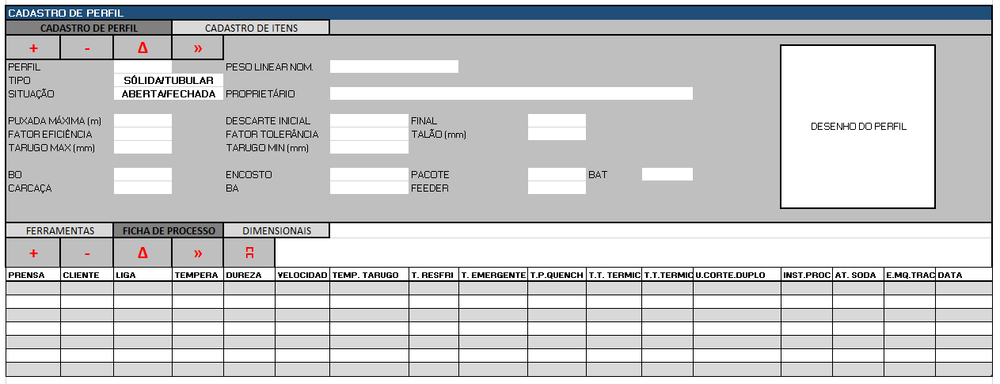 CADASTRO DE PERFIL
CADASTRO DE PERFIL CADASTRO DE ITENS
+ - Δ »
PERFIL PESO LINEAR NOM.
TIPO SÓLIDA/TUBULAR
SITUAÇÃO ABERTA/FECHADA PROPRIETÁRIO
PUXADA MÁXIMA (m) DESCARTE INICIAL FINAL
DESENHO DO PERFIL
FATOR EFICIÊNCIA FATOR TOLERÂNCIA TALÃO (mm)
TARUGO MAX (mm) TARUGO MIN (mm)
BO ENCOSTO PACOTE BAT
CARCAÇA BA FEEDER
FERRAMENTAS FICHA DE PROCESSO DIMENSIONAIS
+ - Δ »
PRENSA CLIENTE LIGA TEMPERA DUREZA VELOCIDAD TEMP. TARUGO T. RESFRI T. EMERGENTE T.P.QUENCH T.T. TERMIC T.T.TERMIC U.CORTE.DUPLO INST.PROC AT. SODA E.MQ.TRAC DATA